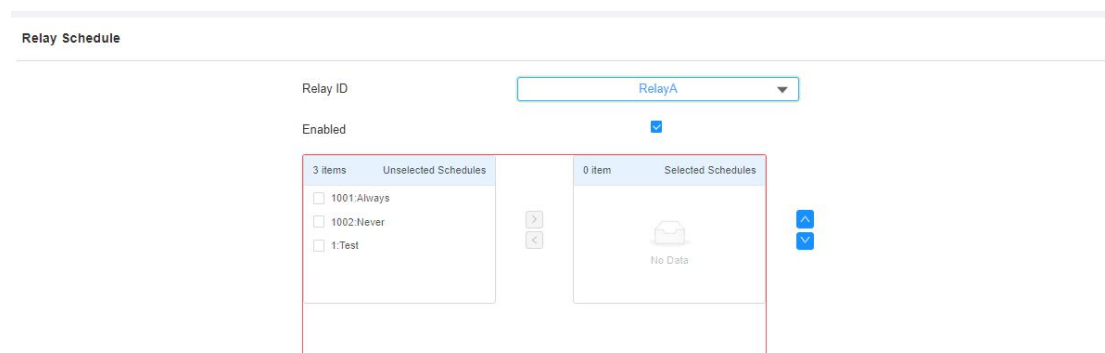 Relay Schedule
Relay ID RelayA
Enabled
3 items Unselected Schedules 0 item Selected Schedules
1001:Always
1002:Never
1:Test
No Data